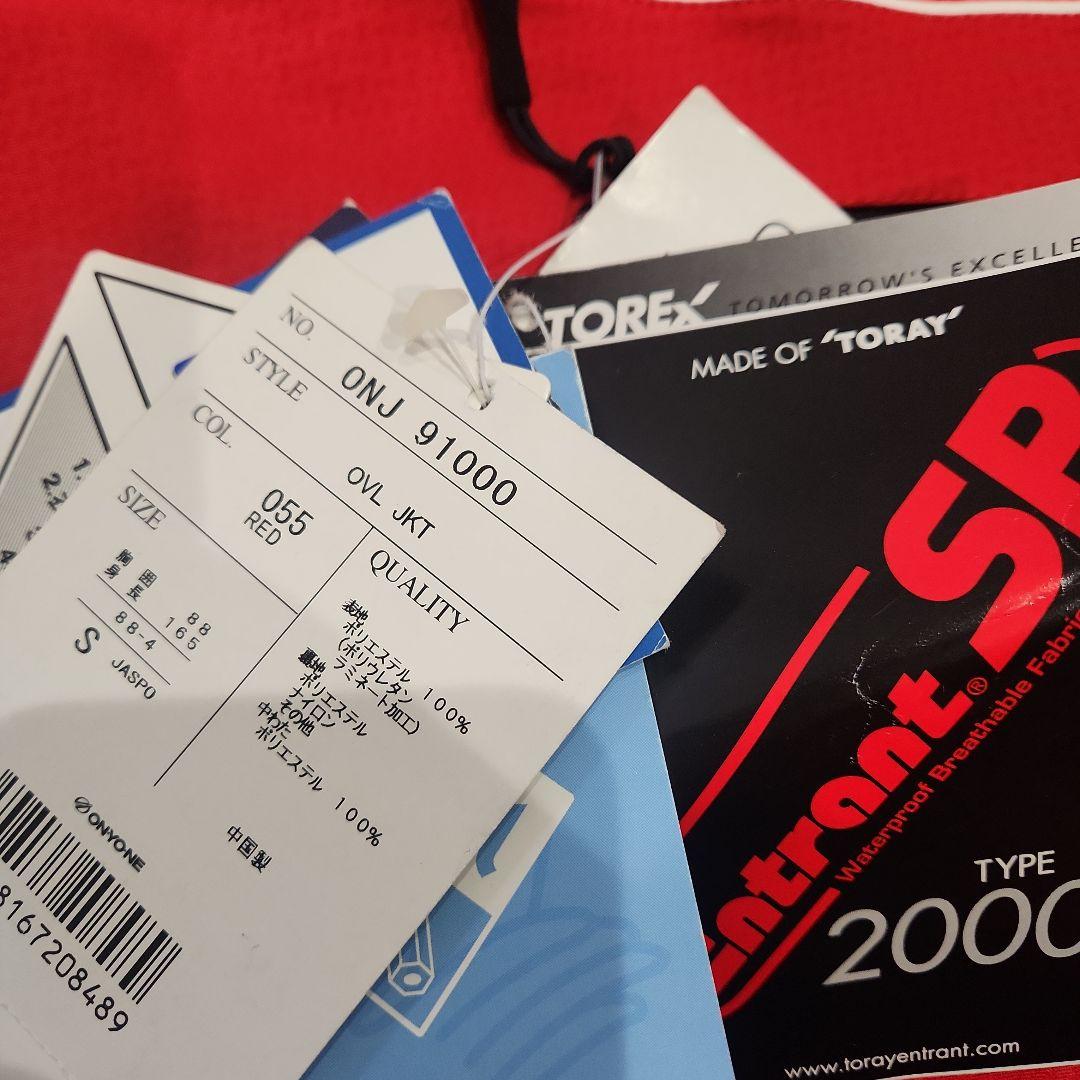 NO. ONJ 91000
STYLE OVL JKT
COL. 055
RED
SIZE
胸囲 88
身長 165
88-4
S JASPO
QUALITY
表地
ポリエステル 100%
(ポリウレタン
ラミネート加工)
裏地
ポリエステル
ナイロン
その他
中わた
ポリエステル 100%
中国製
ONYONE
8167208489
TOREX TOMORROW'S EXCELLE
MADE OF 'TORAY'
Entrant® SP
Waterproof Breathable Fabric
TYPE
2000
www.torayentrant.com
1.
2.
4